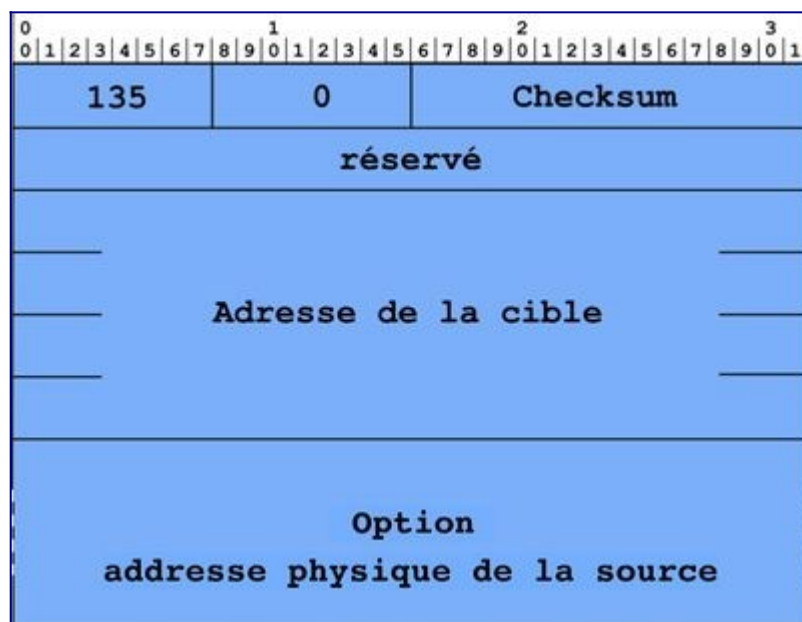 0 1 2 3
0 1 2 3 4 5 6 7 8 9 0 1 2 3 4 5 6 7 8 9 0 1 2 3 4 5 6 7 8 9 0 1
135 0 Checksum
réservé
Adresse de la cible
Option
addresse physique de la source